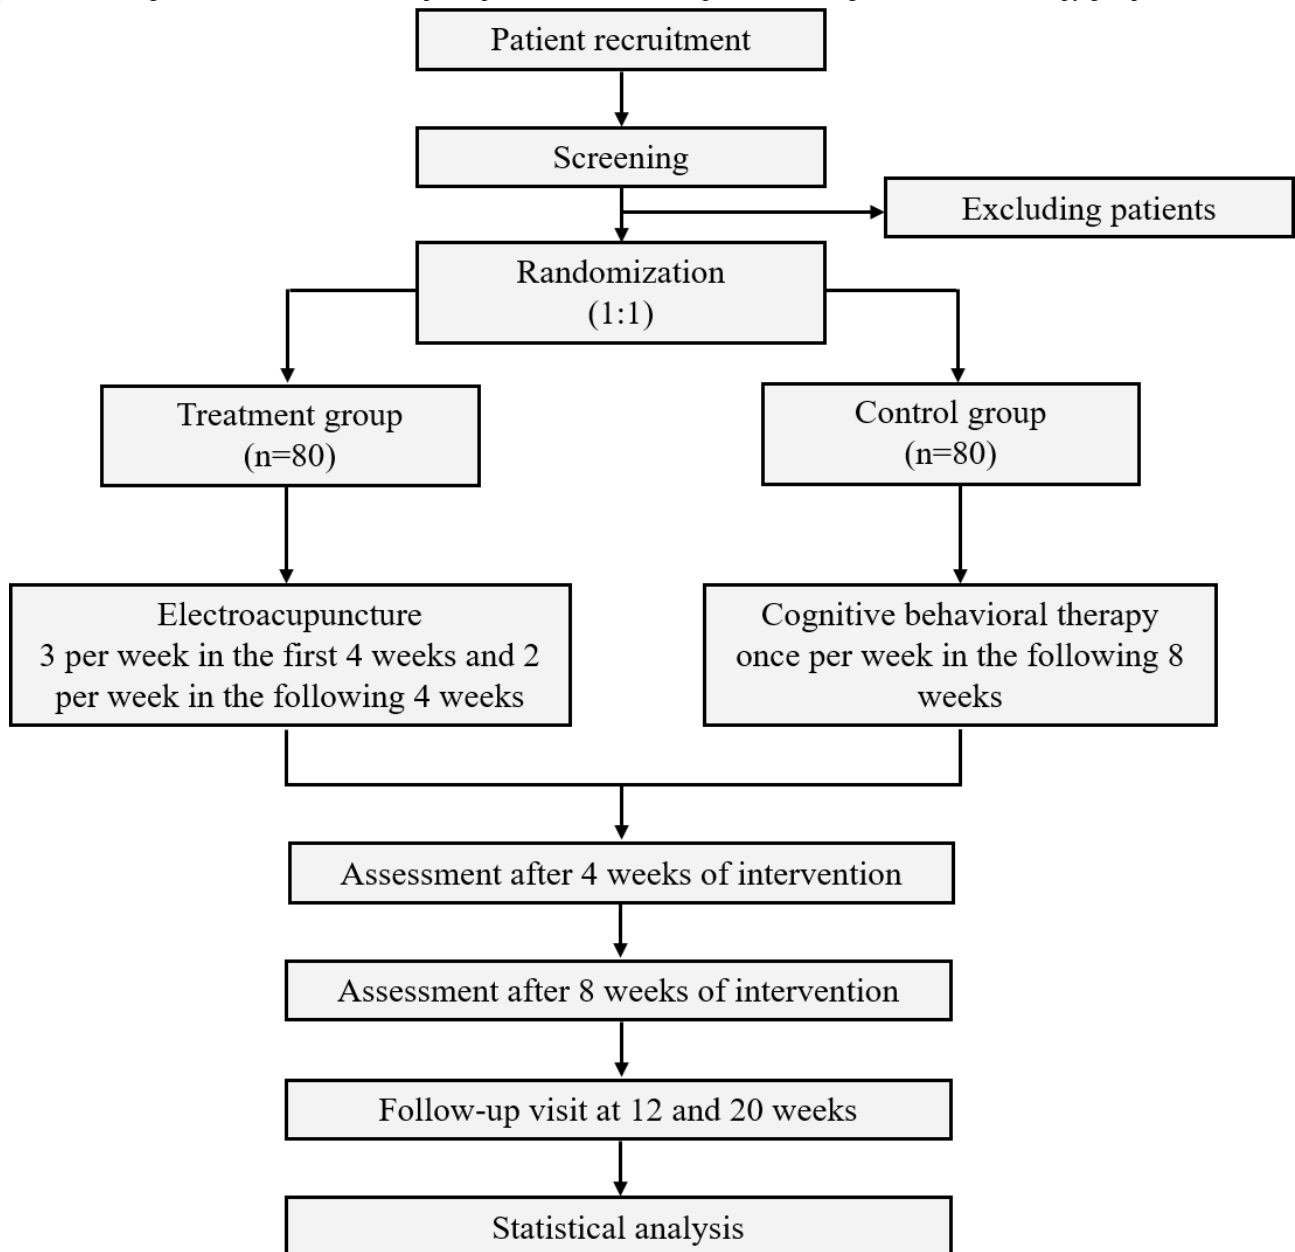 Patient recruitment
Screening
Excluding patients
Randomization
(1:1)
Treatment group
(n=80)
Control group
(n=80)
Electroacupuncture
3 per week in the first 4 weeks and 2
per week in the following 4 weeks
Cognitive behavioral therapy
once per week in the following 8
weeks
Assessment after 4 weeks of intervention
Assessment after 8 weeks of intervention
Follow-up visit at 12 and 20 weeks
Statistical analysis